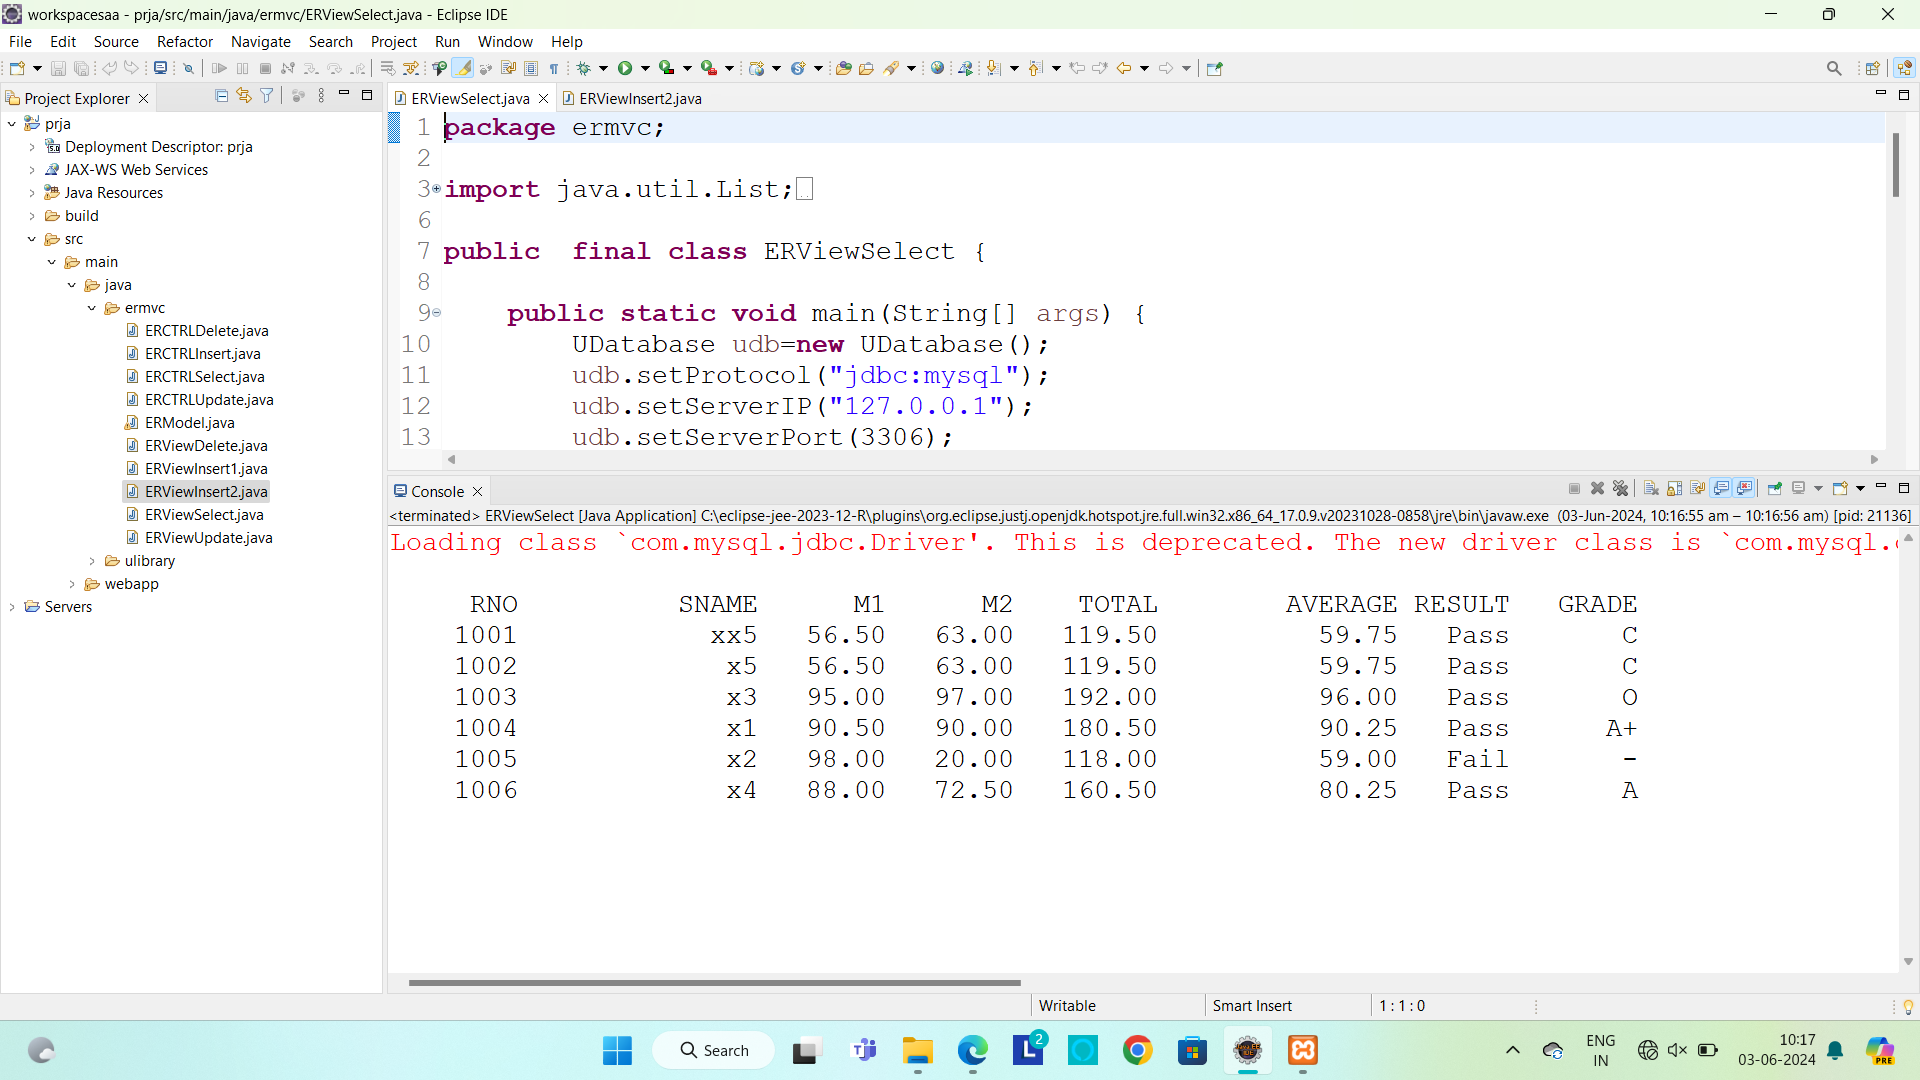 workspacesaa - prja/src/main/java/ermvc/ERViewSelect.java - Eclipse IDE
File Edit Source Refactor Navigate Search Project Run Window Help
Project Explorer
prja
Deployment Descriptor: prja
JAX-WS Web Services
Java Resources
build
src
main
java
ermvc
ERCTRLDelete.java
ERCTRLInsert.java
ERCTRLSelect.java
ERCTRLUpdate.java
ERModel.java
ERViewDelete.java
ERViewInsert1.java
ERViewInsert2.java
ERViewSelect.java
ERViewUpdate.java
ulibrary
webapp
Servers
ERViewSelect.java ERViewInsert2.java
1 package ermvc;
2
3 import java.util.List;
6
7 public  final class ERViewSelect {
8
9     public static void main(String[] args) {
10         UDatabase udb=new UDatabase();
11         udb.setProtocol("jdbc:mysql");
12         udb.setServerIP("127.0.0.1");
13         udb.setServerPort(3306);
Console
<terminated> ERViewSelect [Java Application] C:\eclipse-jee-2023-12-R\plugins\org.eclipse.justj.openjdk.hotspot.jre.full.win32.x86_64_17.0.9.v20231028-0858\jre\bin\javaw.exe (03-Jun-2024, 10:16:55 am – 10:16:56 am) [pid: 21136]
Loading class `com.mysql.jdbc.Driver'. This is deprecated. The new driver class is `com.mysql.
RNO SNAME M1 M2 TOTAL AVERAGE RESULT GRADE
1001 xx5 56.50 63.00 119.50 59.75 Pass C
1002 x5 56.50 63.00 119.50 59.75 Pass C
1003 x3 95.00 97.00 192.00 96.00 Pass O
1004 x1 90.50 90.00 180.50 90.25 Pass A+
1005 x2 98.00 20.00 118.00 59.00 Fail -
1006 x4 88.00 72.50 160.50 80.25 Pass A
Writable Smart Insert 1 : 1 : 0
Search
2
ENG
IN
10:17
03-06-2024
PRE